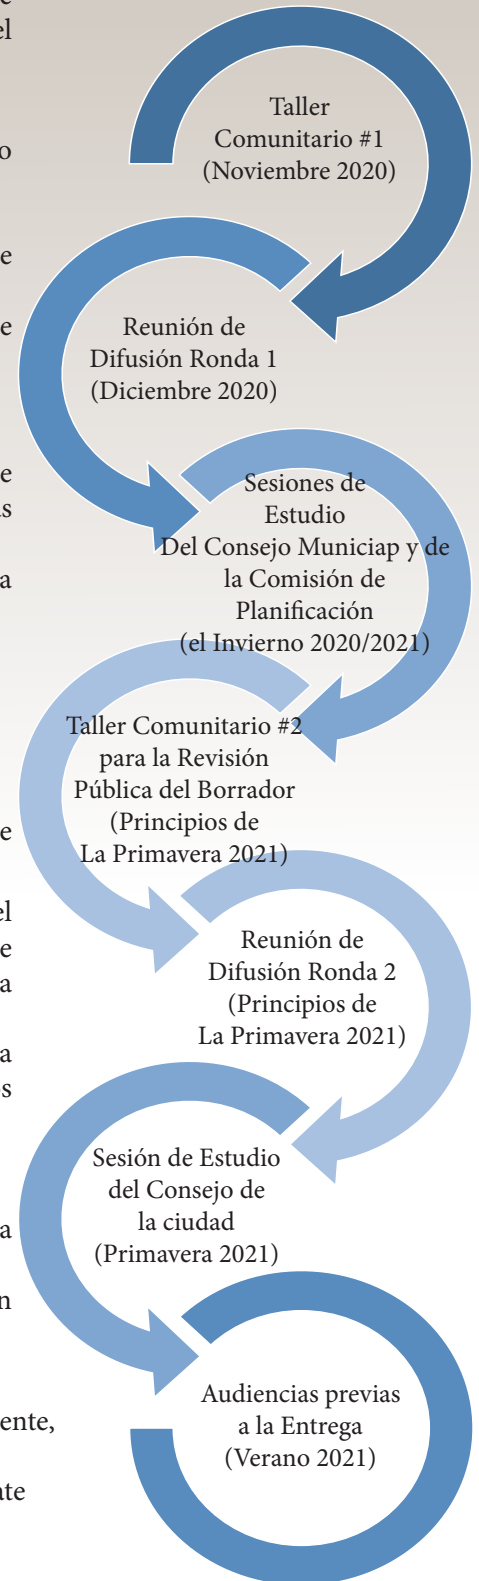 Taller
Comunitario #1
(Noviembre 2020)
Reunión de
Difusión Ronda 1
(Diciembre 2020)
Sesiones de
Estudio
Del Consejo Municiap y de
la Comisión de
Planificación
(el Invierno 2020/2021)
Taller Comunitario #2
para la Revisión
Pública del Borrador
(Principios de
La Primavera 2021)
Reunión de
Difusión Ronda 2
(Principios de
La Primavera 2021)
Sesión de Estudio
del Consejo de
la ciudad
(Primavera 2021)
Audiencias previas
a la Entrega
(Verano 2021)